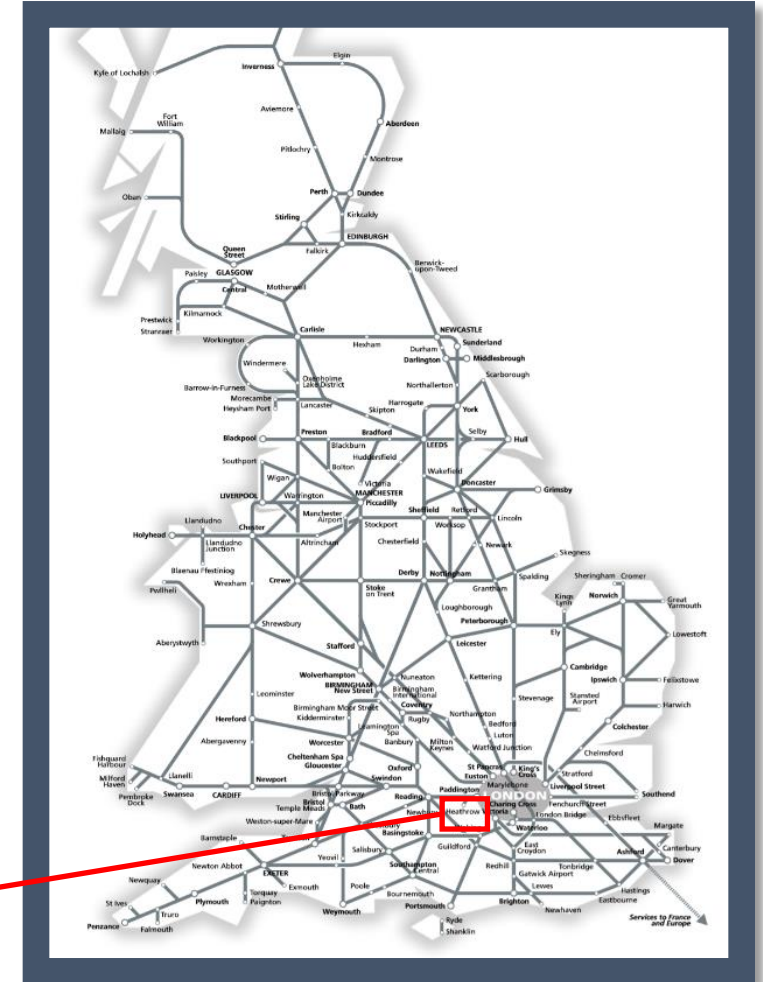 Elgin
Kyle of Lochalsh
Inverness
Aviemore
Fort
William
Mallaig
Aberdeen
Pitlochry
Montrose
Oban
Perth
Dundee
Stirling
Kirkcaldy
EDINBURGH
Queen
Street
Falkirk
Berwick-
upon-Tweed
Paisley
GLASGOW
Central
Motherwell
Prestwick
Kilmarnock
Stranraer
Carlisle
NEWCASTLE
Workington
Hexham
Durham
Sunderland
Darlington
Middlesbrough
Windermere
Scarborough
Oxenholme
Lake District
Barrow-in-Furness
Northallerton
Morecambe
Heysham Port
Lancaster
Harrogate
Skipton
York
Blackpool
Preston
Bradford
Selby
Hull
Blackburn
LEEDS
Southport
Huddersfield
Bolton
Wigan
Victoria
Wakefield
Doncaster
LIVERPOOL
Warrington
MANCHESTER
Piccadilly
Grimsby
Manchester
Airport
Sheffield
Retford
Llandudno
Stockport
Worksop
Lincoln
Holyhead
Chester
Llandudno
Junction
Altrincham
Chesterfield
Newark
Skegness
Blaenau Ffestiniog
Wrexham
Crewe
Stoke
on Trent
Derby
Nottingham
Grantham
Spalding
Sheringham
Cromer
Pwllheli
Kings
Lynn
Norwich
Great
Yarmouth
Loughborough
Peterborough
Shrewsbury
Ely
Lowestoft
Aberystwyth
Stafford
Leicester
Wolverhampton
BIRMINGHAM
New Street
Nuneaton
Birmingham
International
Kettering
Cambridge
Ipswich
Felixstowe
Leominster
Coventry
Stevenage
Stansted
Airport
Harwich
Birmingham Moor Street
Kidderminster
Rugby
Northampton
Hereford
Leamington
Spa
Bedford
Colchester
Abergavenny
Worcester
Banbury
Milton
Keynes
Luton
Watford Junction
Chelmsford
Fishguard
Harbour
Cheltenham Spa
Gloucester
Oxford
St Pancras
King's
Cross
Euston
Stratford
Milford
Haven
Llanelli
Newport
Swindon
Marylebone
Liverpool Street
Pembroke
Dock
Swansea
CARDIFF
Bristol Parkway
Reading
Paddington
LONDON
Southend
Bristol
Temple Meads
Bath
Heathrow
Victoria
Charing Cross
Fenchurch Street
London Bridge
Ebbsfleet
Weston-super-Mare
Waterloo
Margate
Barnstaple
Basingstoke
Guildford
East
Croydon
Canterbury
Yeovil
Salisbury
Ashford
Dover
Newton Abbot
EXETER
Southampton
Central
Redhill
Tonbridge
Gatwick Airport
Newquay
Exmouth
Poole
Bournemouth
Lewes
Hastings
St Ives
Plymouth
Torquay
Paignton
Eastbourne
Truro
Weymouth
Portsmouth
Brighton
Newhaven
Penzance
Falmouth
Ryde
Shanklin
Services to France
and Europe